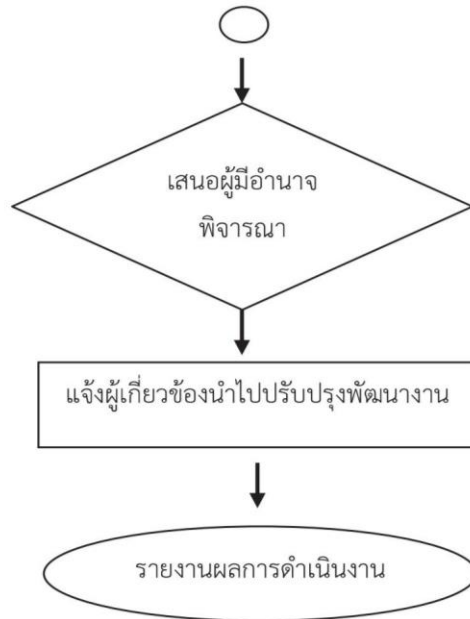 เสนอผู้มีอำนาจ
พิจารณา
แจ้งผู้เกี่ยวข้องนำไปปรับปรุงพัฒนางาน
รายงานผลการดำเนินงาน